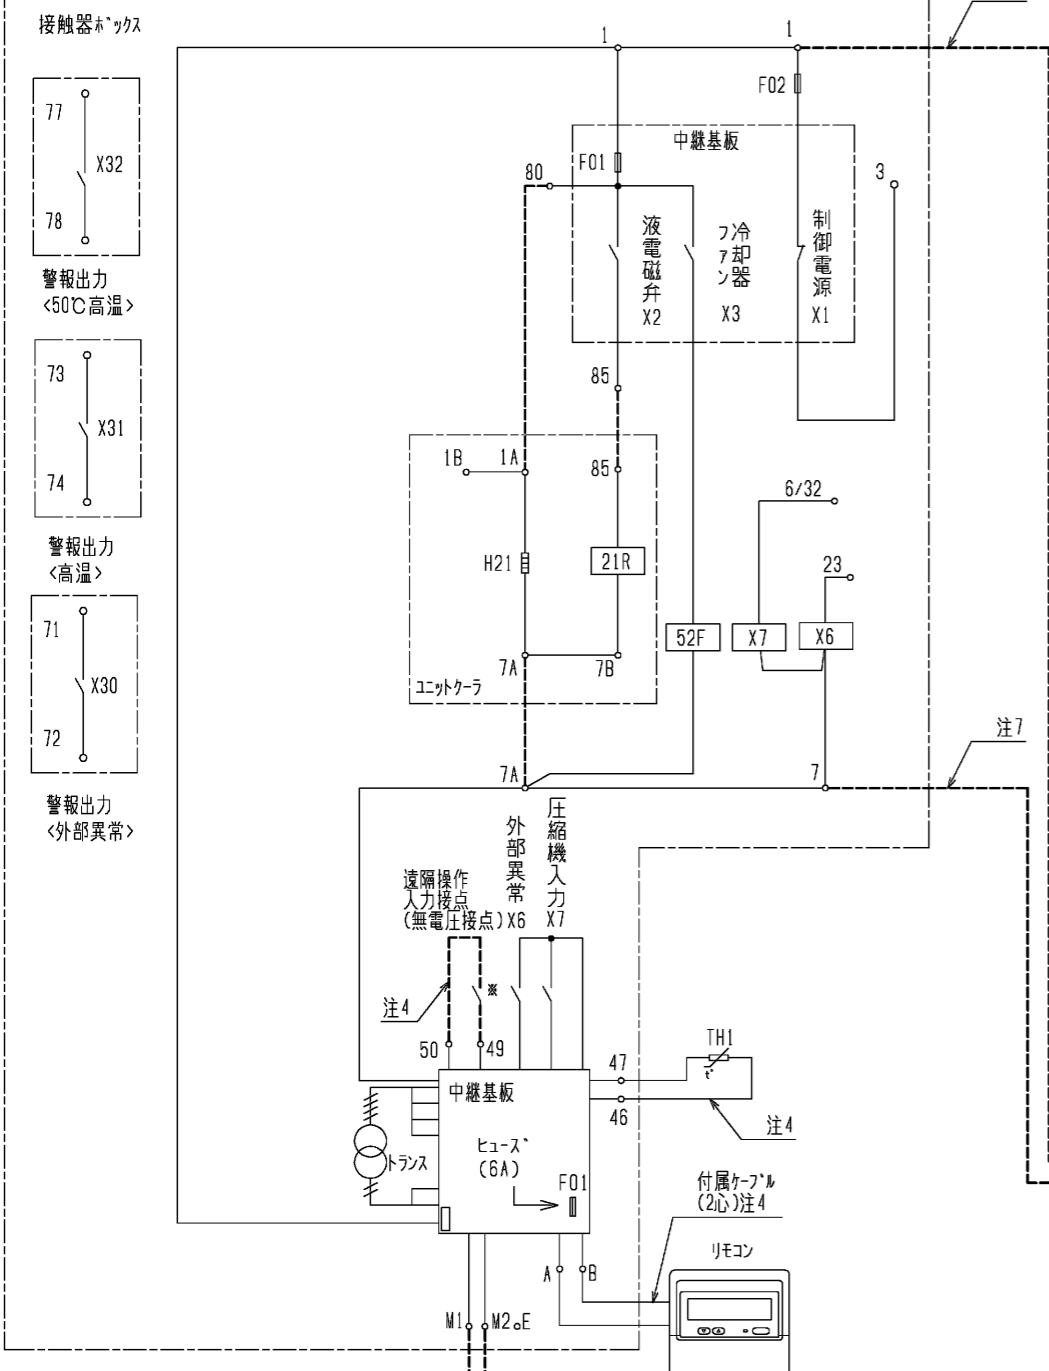 接触器ボックス
77
X32
78
警報出力
<50℃高温>
73
X31
74
警報出力
<高温>
71
X30
72
警報出力
<外部異常>
1
1
F02
中継基板
F01
80
3
液電磁弁
X2
冷却器
ファン
X3
制御電源
X1
85
1B
1A
85
6/32
H21
21R
23
52F
X7
X6
7A
7B
ユニットクーラ
注7
7A
7
外部異常
X6
圧縮機入力
X7
遠隔操作
入力接点
(無電圧接点)
※
注4
50
49
TH1
t°
47
46
注4
中継基板
ヒューズ
(6A)
F01
トランス
付属ケーブル
(2心)注4
リモコン
A
B
M1
M2
E